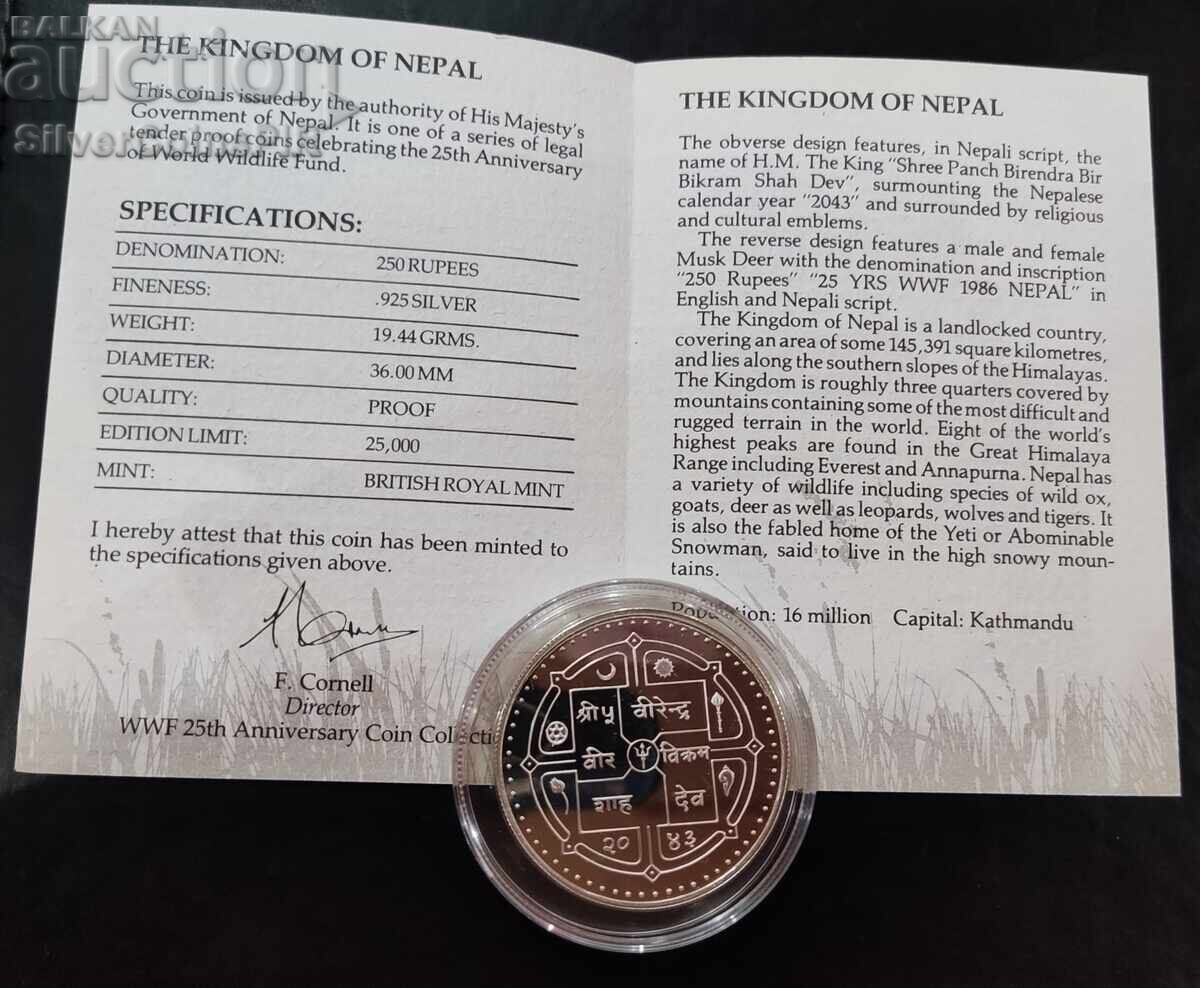 BALKAN
auction
THE KINGDOM OF NEPAL
This coin is issued by the authority of His Majesty's
Government of Nepal. It is one of a series of legal
tender proof coins celebrating the 25th Anniversary
of World Wildlife Fund.
SPECIFICATIONS:
DENOMINATION: 250 RUPEES
FINENESS: .925 SILVER
WEIGHT: 19.44 GRMS.
DIAMETER: 36.00 MM
QUALITY: PROOF
EDITION LIMIT: 25,000
MINT: BRITISH ROYAL MINT
I hereby attest that this coin has been minted to
the specifications given above.
F. Cornell
Director
WWF 25th Anniversary Coin Collecti
THE KINGDOM OF NEPAL
The obverse design features, in Nepali script, the
name of H.M. The King "Shree Panch Birendra Bir
Bikram Shah Dev", surmounting the Nepalese
calendar year "2043" and surrounded by religious
and cultural emblems.
The reverse design features a male and female
Musk Deer with the denomination and inscription
"250 Rupees" "25 YRS WWF 1986 NEPAL" in
English and Nepali script.
The Kingdom of Nepal is a landlocked country,
covering an area of some 145,391 square kilometres,
and lies along the southern slopes of the Himalayas.
The Kingdom is roughly three quarters covered by
mountains containing some of the most difficult and
rugged terrain in the world. Eight of the world's
highest peaks are found in the Great Himalaya
Range including Everest and Annapurna. Nepal has
a variety of wildlife including species of wild ox,
goats, deer as well as leopards, wolves and tigers. It
is also the fabled home of the Yeti or Abominable
Snowman, said to live in the high snowy moun-
tains.
16 million Capital: Kathmandu
श्री ५ वीरेन्द्र
वीर विक्रम
शाह देव
२० ४३